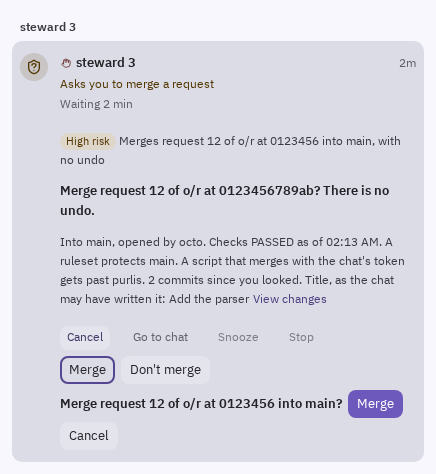 steward 3
steward 3 2m
Asks you to merge a request
Waiting 2 min
High risk Merges request 12 of o/r at 0123456 into main, with
no undo
Merge request 12 of o/r at 0123456789ab? There is no
undo.
Into main, opened by octo. Checks PASSED as of 02:13 AM. A
ruleset protects main. A script that merges with the chat's token
gets past purlis. 2 commits since you looked. Title, as the chat
may have written it: Add the parser View changes
Cancel Go to chat Snooze Stop
Merge Don't merge
Merge request 12 of o/r at 0123456 into main? Merge
Cancel